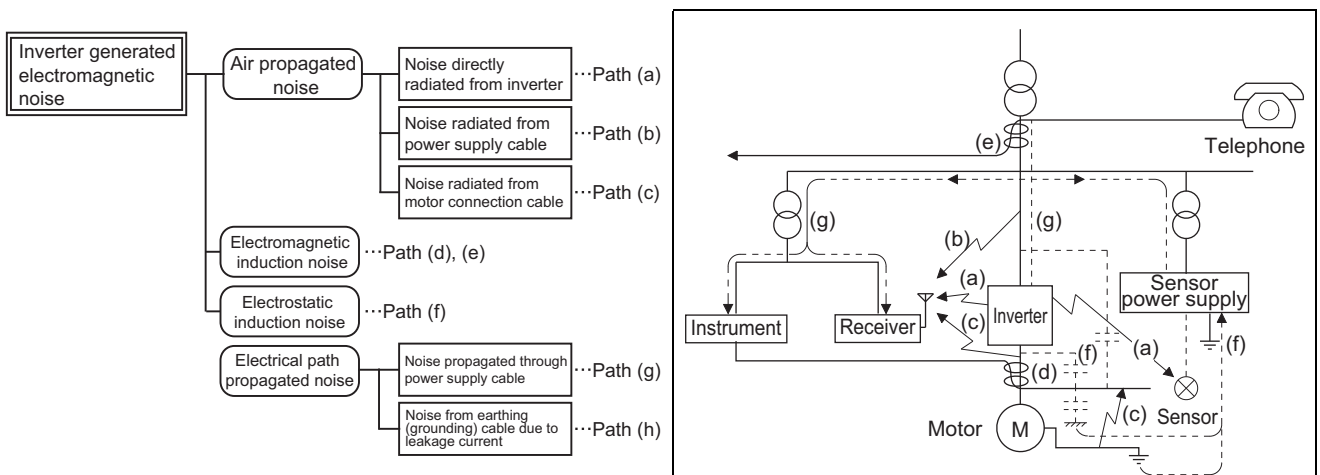 Inverter generated
electromagnetic
noise
Air propagated
noise
Noise directly
radiated from inverter
···Path (a)
Noise radiated from
power supply cable
···Path (b)
Noise radiated from
motor connection cable
···Path (c)
Electromagnetic
induction noise
···Path (d), (e)
Electrostatic
induction noise
···Path (f)
Electrical path
propagated noise
Noise propagated through
power supply cable
···Path (g)
Noise from earthing
(grounding) cable due to
leakage current
···Path (h)
(e)
Telephone
(g)
(g)
(b)
(a)
Sensor
power supply
Instrument
Receiver
Inverter
(c)
(f)
(a)
(f)
(d)
(c)
Sensor
Motor
M